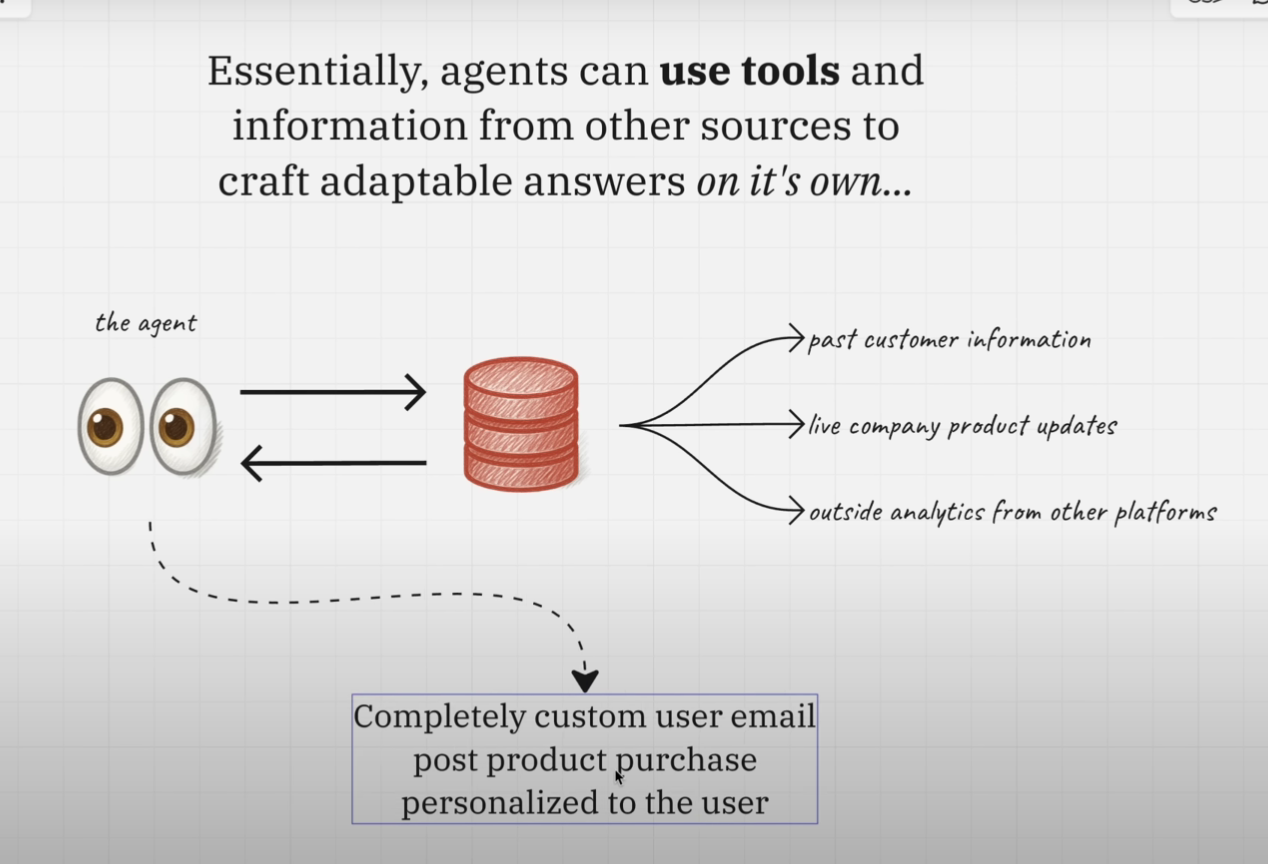 Essentially, agents can use tools and
information from other sources to
craft adaptable answers on it's own...
the agent
past customer information
live company product updates
outside analytics from other platforms
Completely custom user email
post product purchase
personalized to the user